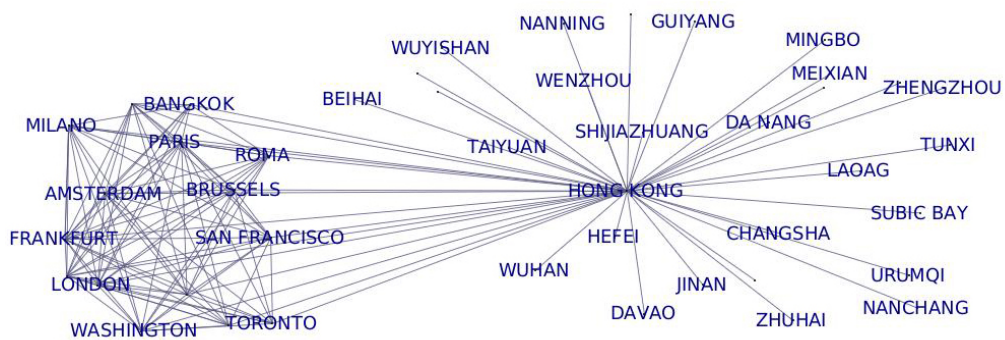 NANNING
GUIYANG
WUYISHAN
MINGBO
WENZHOU
MEIXIAN
ZHENGZHOU
BEIHAI
BANGKOK
MILANO
SHIJIAZHUANG
DA NANG
PARIS
TAIYUAN
TUNXI
ROMA
LAOAG
AMSTERDAM
BRUSSELS
HONG KONG
SUBIC BAY
FRANKFURT
SAN FRANCISCO
HEFEI
CHANGSHA
WUHAN
URUMQI
LONDON
JINAN
NANCHANG
DAVAO
ZHUHAI
WASHINGTON
TORONTO